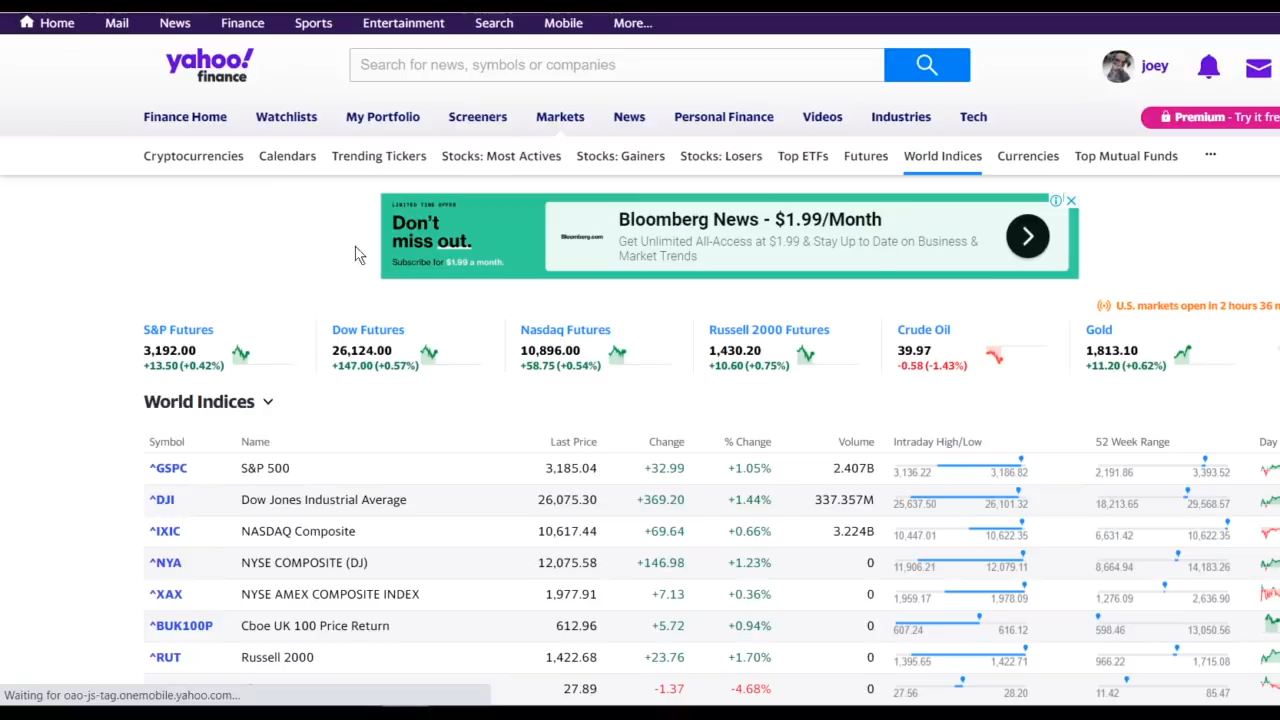 Home Mail News Finance Sports Entertainment Search Mobile More...
yahoo!
finance
Search for news, symbols or companies
joey
Finance Home Watchlists My Portfolio Screeners Markets News Personal Finance Videos Industries Tech
Premium - Try it fre
Cryptocurrencies Calendars Trending Tickers Stocks: Most Actives Stocks: Gainers Stocks: Losers Top ETFs Futures World Indices Currencies Top Mutual Funds ...
LIMITED TIME OFFER
Don't
miss out.
Subscribe for $1.99 a month.
Bloomberg.com
Bloomberg News - $1.99/Month
Get Unlimited All-Access at $1.99 & Stay Up to Date on Business &
Market Trends
U.S. markets open in 2 hours 36 m
S&P Futures Dow Futures Nasdaq Futures Russell 2000 Futures Crude Oil Gold
3,192.00 26,124.00 10,896.00 1,430.20 39.97 1,813.10
+13.50 (+0.42%) +147.00 (+0.57%) +58.75 (+0.54%) +10.60 (+0.75%) -0.58 (-1.43%) +11.20 (+0.62%)
World Indices
Symbol Name Last Price Change % Change Volume Intraday High/Low 52 Week Range Day
^GSPC S&P 500 3,185.04 +32.99 +1.05% 2.407B 3,136.22 3,186.82 2,191.86 3,393.52
^DJI Dow Jones Industrial Average 26,075.30 +369.20 +1.44% 337.357M 25,637.50 26,101.32 18,213.65 29,568.57
^IXIC NASDAQ Composite 10,617.44 +69.64 +0.66% 3.224B 10,447.01 10,622.35 6,631.42 10,622.35
^NYA NYSE COMPOSITE (DJ) 12,075.58 +146.98 +1.23% 0 11,906.21 12,079.11 8,664.94 14,183.26
^XAX NYSE AMEX COMPOSITE INDEX 1,977.91 +7.13 +0.36% 0 1,959.17 1,978.09 1,276.09 2,636.90
^BUK100P Cboe UK 100 Price Return 612.96 +5.72 +0.94% 0 607.24 616.12 598.46 13,050.56
^RUT Russell 2000 1,422.68 +23.76 +1.70% 0 1,395.65 1,422.71 966.22 1,715.08
27.89 -1.37 -4.68% 0 27.56 28.20 11.42 85.47
Waiting for oao-js-tag.onemobile.yahoo.com...